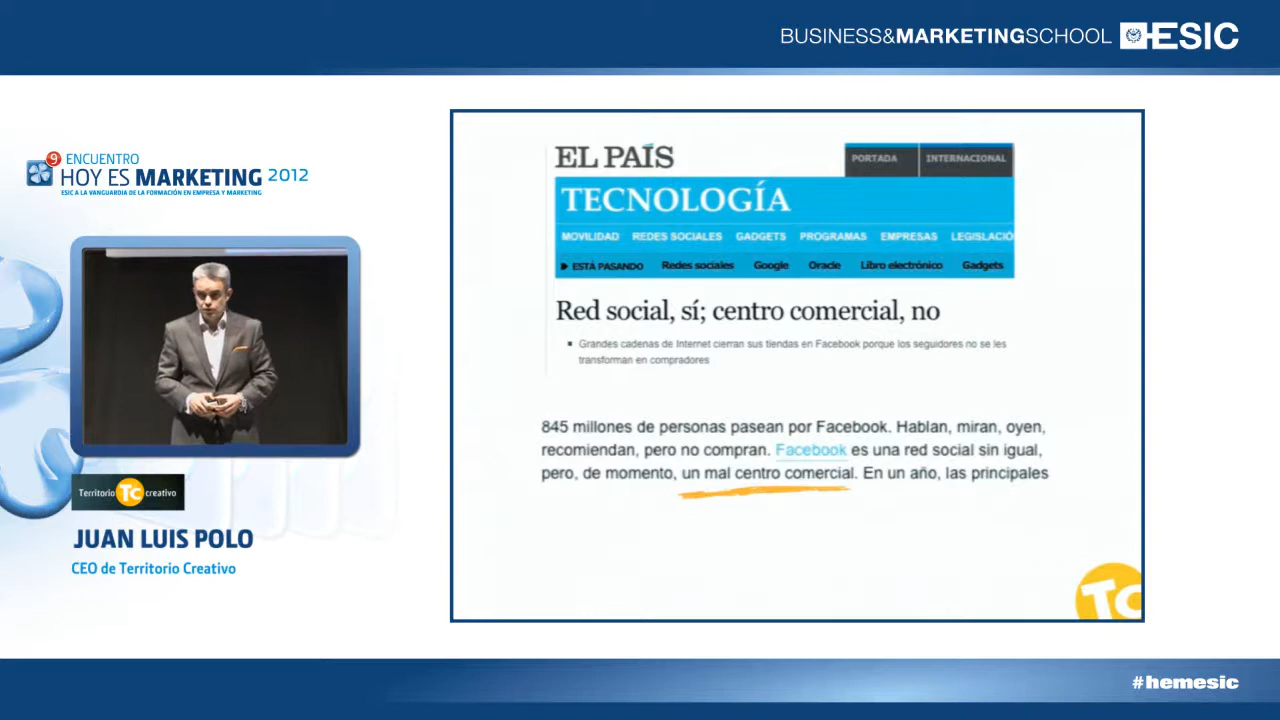 BUSINESS&MARKETINGSCHOOL ESIC
9 ENCUENTRO
HOY ES MARKETING 2012
ESIC A LA VANGUARDIA DE LA FORMACIÓN EN EMPRESA Y MARKETING
Territorio Tc creativo
JUAN LUIS POLO
CEO de Territorio Creativo
EL PAÍS
PORTADA INTERNACIONAL
TECNOLOGÍA
MOVILIDAD REDES SOCIALES GADGETS PROGRAMAS EMPRESAS LEGISLACIÓ
ESTÁ PASANDO Redes sociales Google Oracle Libro electrónico Gadgets
Red social, sí; centro comercial, no
Grandes cadenas de Internet cierran sus tiendas en Facebook porque los seguidores no se les
transforman en compradores
845 millones de personas pasean por Facebook. Hablan, miran, oyen,
recomiendan, pero no compran. Facebook es una red social sin igual,
pero, de momento, un mal centro comercial. En un año, las principales
Tc
#hemesic